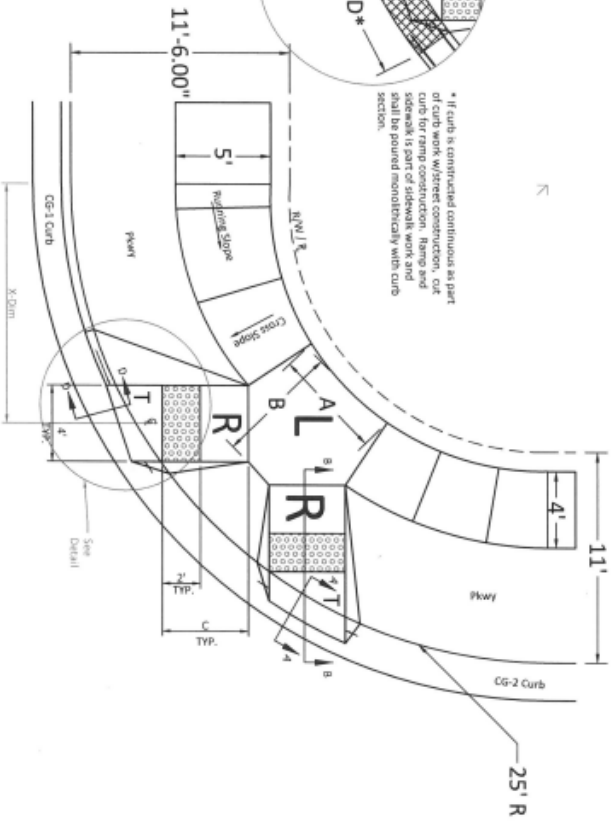 D*
* If curb is constructed continuous as part
of curb work w/street construction, cut
curb for ramp construction. Ramp and
sidewalk is part of sidewalk work and
shall be poured monolithically with curb
section.
11'-6.00"
5'
R/W / ℞
Running Slope
Cross Slope
CG-1 Curb
Pkwy
X-Dim
A
B
L
R
R
T
T
D
D
4'
TYP.
See
Detail
2'
TYP.
C
TYP.
B
B
A
A
4'
11'
Pkwy
CG-2 Curb
25' R